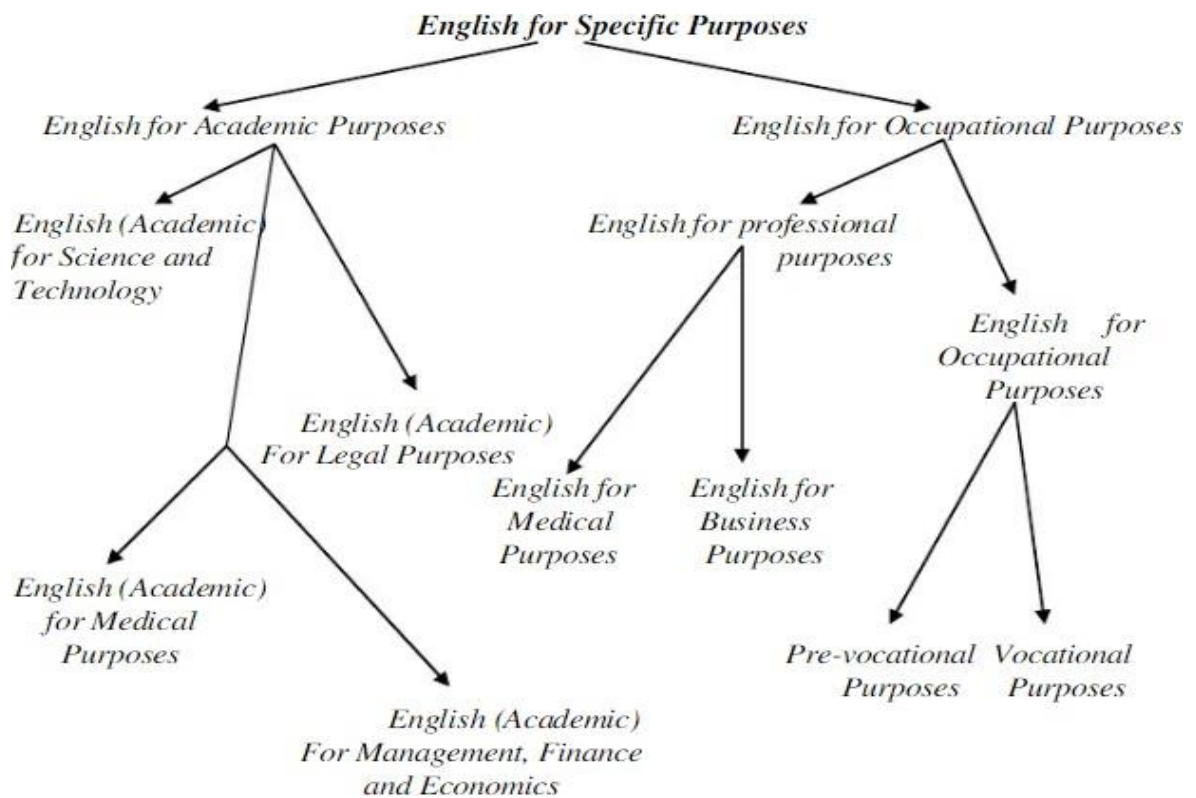 English for Specific Purposes
English for Academic Purposes
English for Occupational Purposes
English (Academic)
for Science and
Technology
English for professional
purposes
English for
Occupational
Purposes
English (Academic)
For Legal Purposes
English for
Medical
Purposes
English for
Business
Purposes
English (Academic)
for Medical
Purposes
Pre-vocational
Purposes
Vocational
Purposes
English (Academic)
For Management, Finance
and Economics